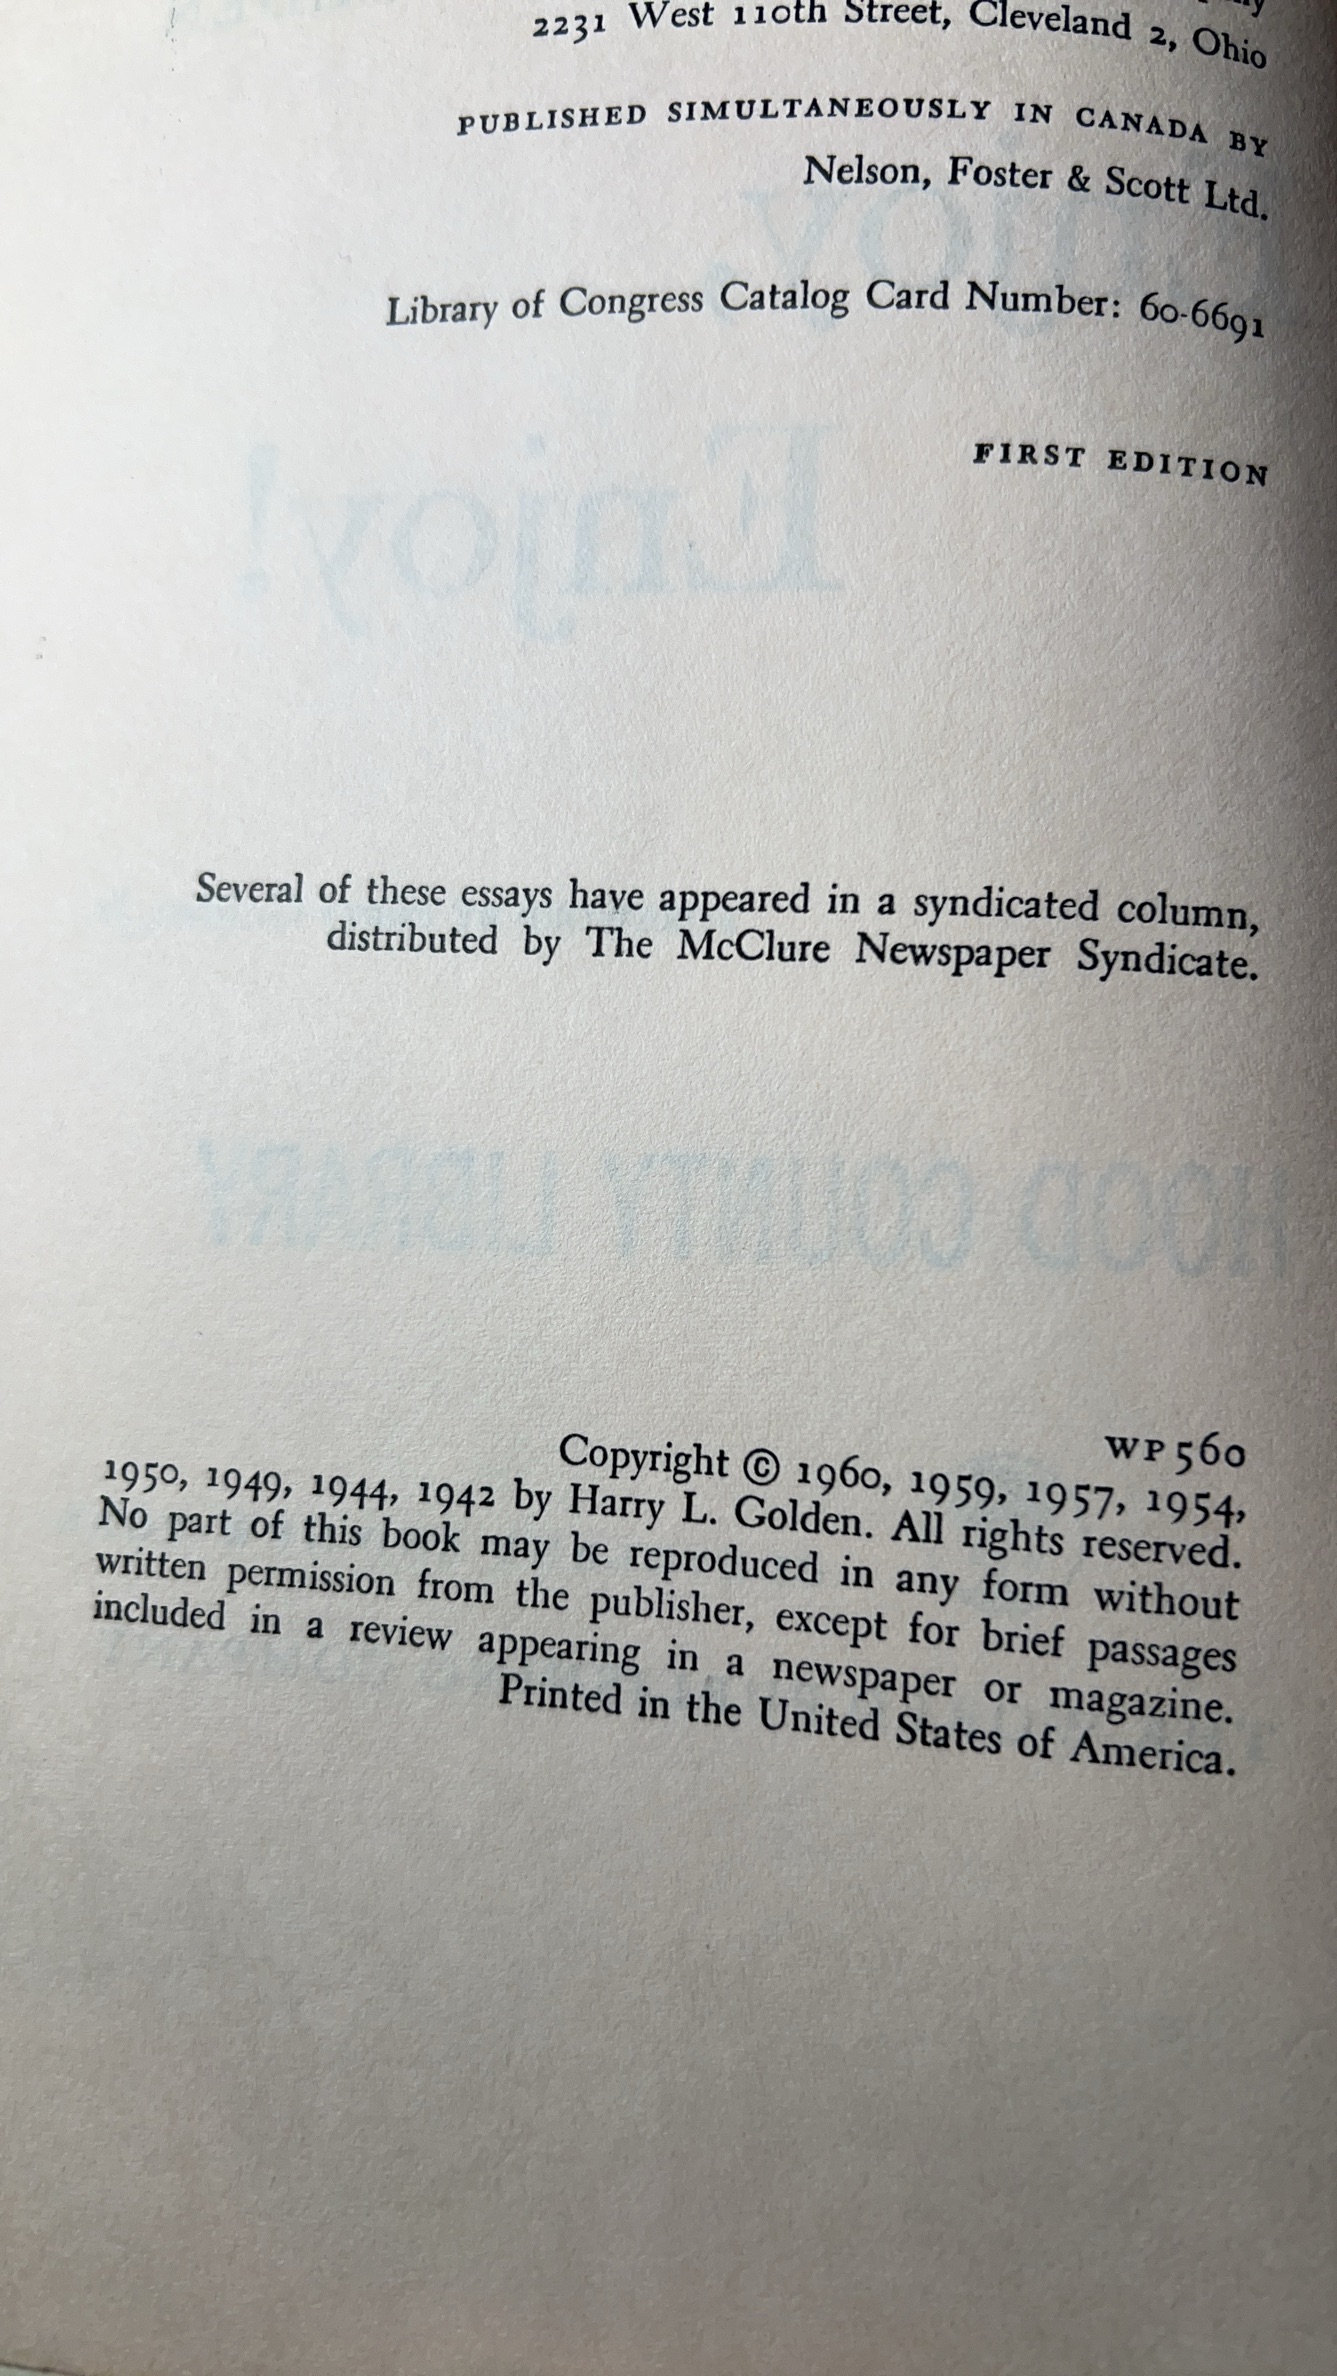 2231 West 110th Street, Cleveland 2, Ohio
PUBLISHED SIMULTANEOUSLY IN CANADA BY
Nelson, Foster & Scott Ltd.
Library of Congress Catalog Card Number: 60-6691
FIRST EDITION
Enjoy!
Several of these essays have appeared in a syndicated column,
distributed by The McClure Newspaper Syndicate.
COUNTY LIBRARY
WP 560
Copyright © 1960, 1959, 1957, 1954,
1950, 1949, 1944, 1942 by Harry L. Golden. All rights reserved.
No part of this book may be reproduced in any form without
written permission from the publisher, except for brief passages
included in a review appearing in a newspaper or magazine.
Printed in the United States of America.